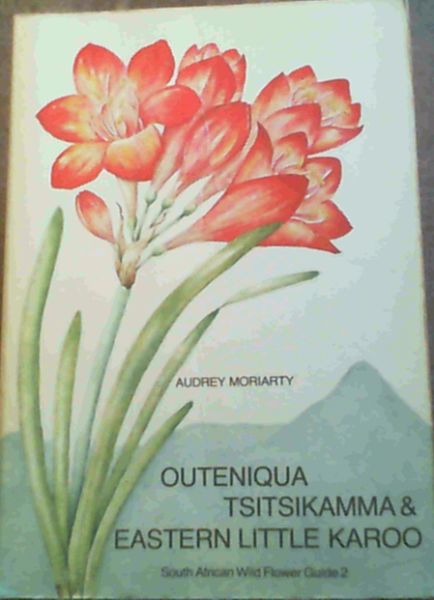 AUDREY MORIARTY
OUTENIQUA
TSITSIKAMMA &
EASTERN LITTLE KAROO
South African Wild Flower Guide 2